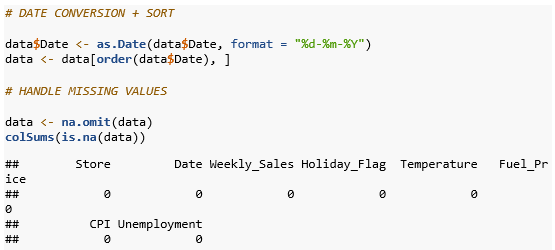 # DATE CONVERSION + SORT
data$Date <- as.Date(data$Date, format = "%d-%m-%Y")
data <- data[order(data$Date), ]
# HANDLE MISSING VALUES
data <- na.omit(data)
colSums(is.na(data))
##        Store         Date Weekly_Sales Holiday_Flag  Temperature   Fuel_Pr
ice
##            0            0            0            0            0
0
##          CPI Unemployment
##            0            0